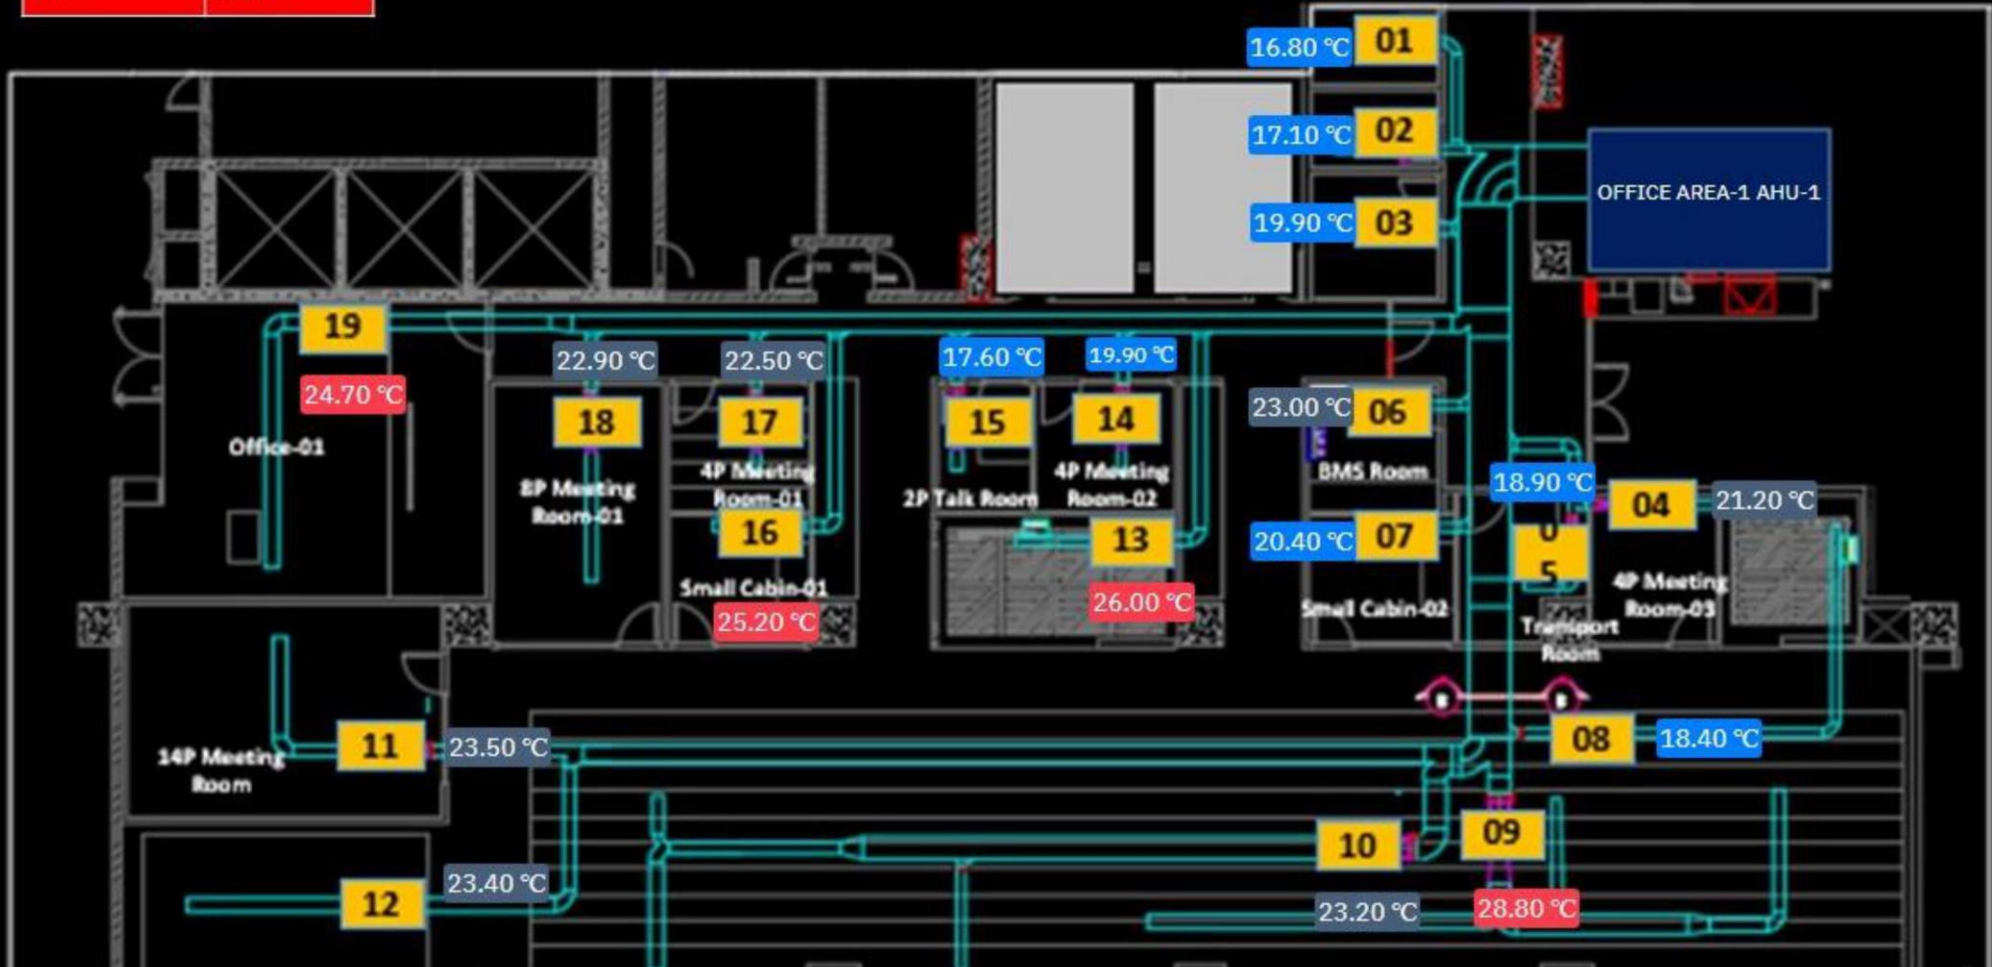 16.80 ℃ 01
17.10 ℃ 02
19.90 ℃ 03
OFFICE AREA-1 AHU-1
19
24.70 ℃
Office-01
22.90 ℃
18
8P Meeting
Room-01
22.50 ℃
17
4P Meeting
Room-01
16
Small Cabin-01
25.20 ℃
17.60 ℃
15
2P Talk Room
19.90 ℃
14
4P Meeting
Room-02
13
26.00 ℃
23.00 ℃ 06
BMS Room
20.40 ℃ 07
Small Cabin-02
18.90 ℃
0
5
Transport
Room
04 21.20 ℃
4P Meeting
Room-03
B B
08 18.40 ℃
11 23.50 ℃
14P Meeting
Room
12 23.40 ℃
10
23.20 ℃
09
28.80 ℃